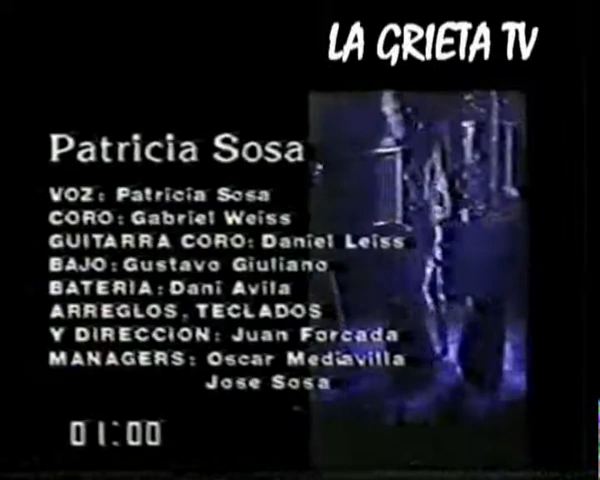 LA GRIETA TV
Patricia Sosa
VOZ: Patricia Sosa
CORO: Gabriel Weiss
GUITARRA CORO: Daniel Leiss
BAJO: Gustavo Giuliano
BATERIA: Dani Avila
ARREGLOS, TECLADOS
Y DIRECCION: Juan Forcada
MANAGERS: Oscar Mediavilla
Jose Sosa
01:00